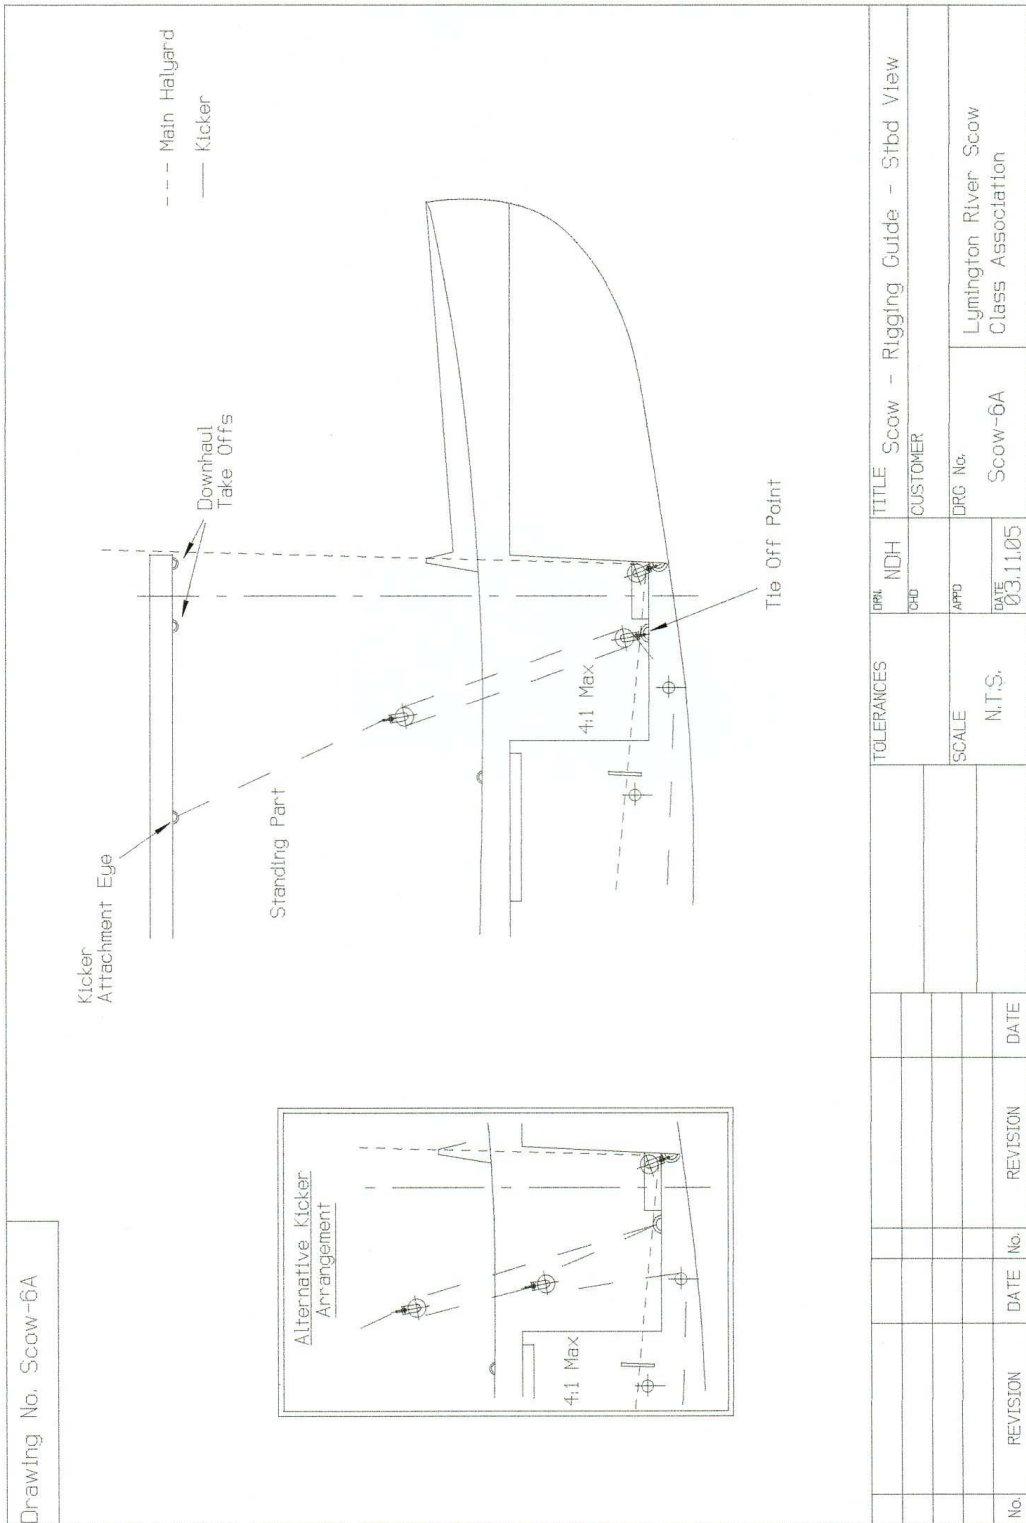 Drawing No. Scow-6A
--- Main Halyard
—— Kicker
Kicker
Attachment Eye
Downhaul
Take Offs
Standing Part
4:1 Max
Tie Off Point
Alternative Kicker
Arrangement
4:1 Max
No. REVISION DATE No. REVISION DATE
TOLERANCES
SCALE
N.T.S.
DRN. NDH
CHD
APPD
DATE
03.11.05
TITLE Scow - Rigging Guide - Stbd View
CUSTOMER
DRG No.
Scow-6A
Lymington River Scow
Class Association